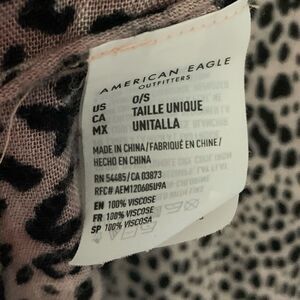 AMERICAN EAGLE
OUTFITTERS
US O/S
CA TAILLE UNIQUE
MX UNITALLA
MADE IN CHINA/FABRIQUÉ EN CHINE/
HECHO EN CHINA
RN 54485/CA 03873
RFC# AEM120605U9A
EN 100% VISCOSE
FR 100% VISCOSE
SP 100% VISCOSA